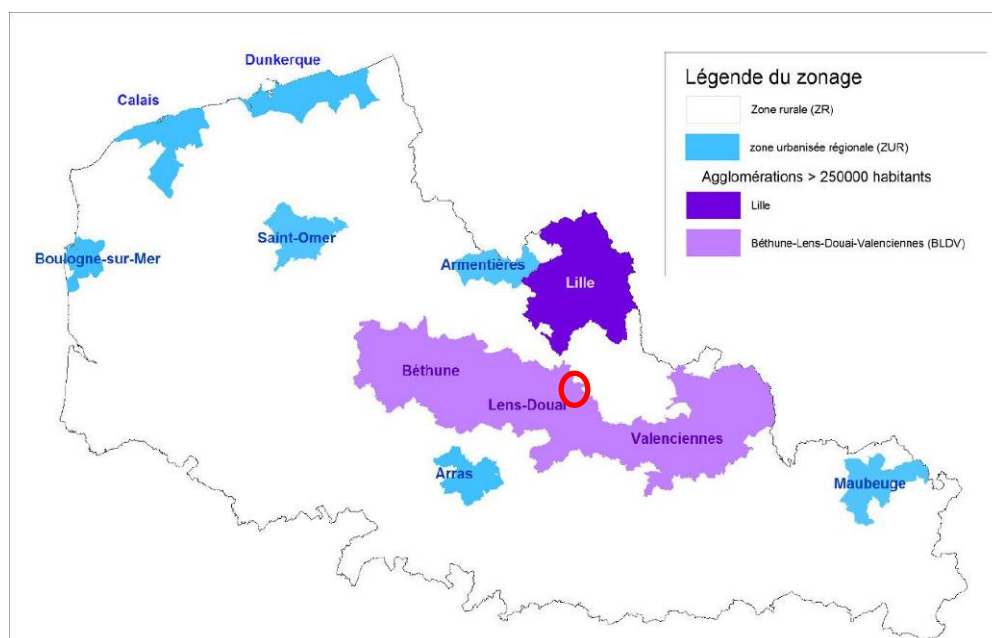 Dunkerque
Calais
Boulogne-sur-Mer
Saint-Omer
Armentières
Lille
Béthune
Lens-Douai
Valenciennes
Arras
Maubeuge
Légende du zonage
Zone rurale (ZR)
zone urbanisée régionale (ZUR)
Agglomérations > 250000 habitants
Lille
Béthune-Lens-Douai-Valenciennes (BLDV)